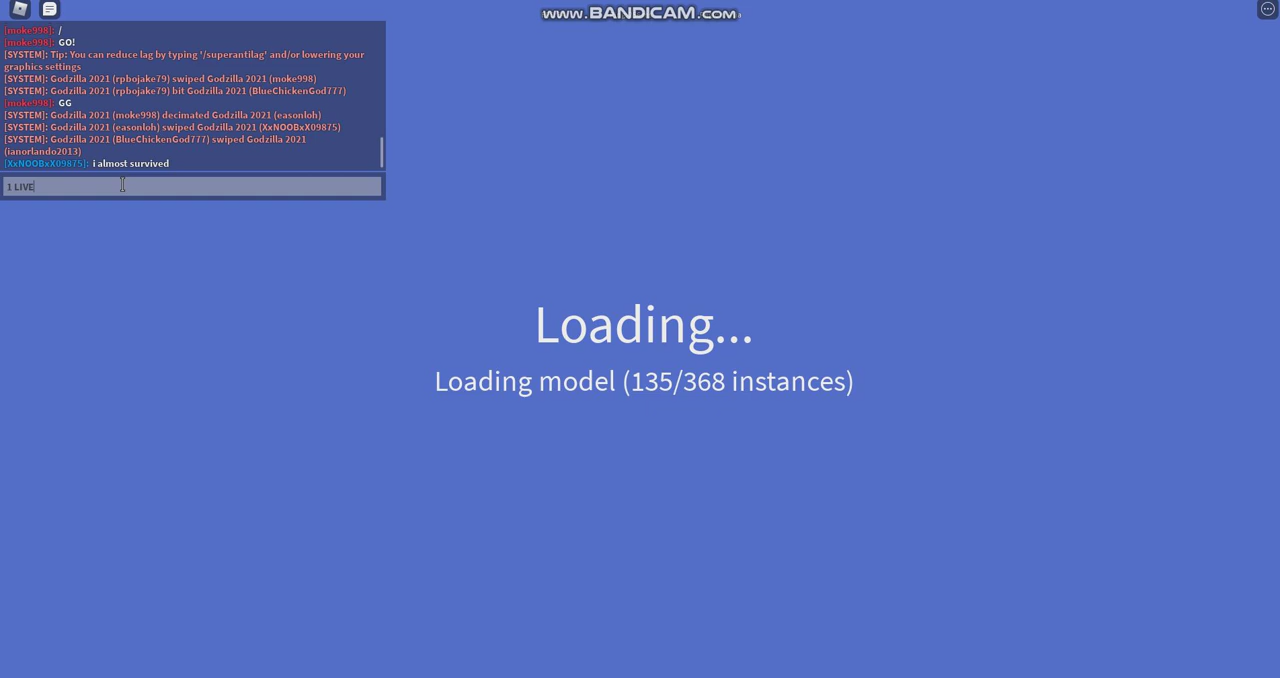 www.BANDICAM.com
[moke998]: /
[moke998]: GO!
[SYSTEM]: Tip: You can reduce lag by typing '/superantilag' and/or lowering your
graphics settings
[SYSTEM]: Godzilla 2021 (rpbojake79) swiped Godzilla 2021 (moke998)
[SYSTEM]: Godzilla 2021 (rpbojake79) bit Godzilla 2021 (BlueChickenGod777)
[moke998]: GG
[SYSTEM]: Godzilla 2021 (moke998) decimated Godzilla 2021 (easonloh)
[SYSTEM]: Godzilla 2021 (easonloh) swiped Godzilla 2021 (XxNOOBxX09875)
[SYSTEM]: Godzilla 2021 (BlueChickenGod777) swiped Godzilla 2021
(ianorlando2013)
[XxNOOBxX09875]: i almost survived
1 LIVE
Loading...
Loading model (135/368 instances)